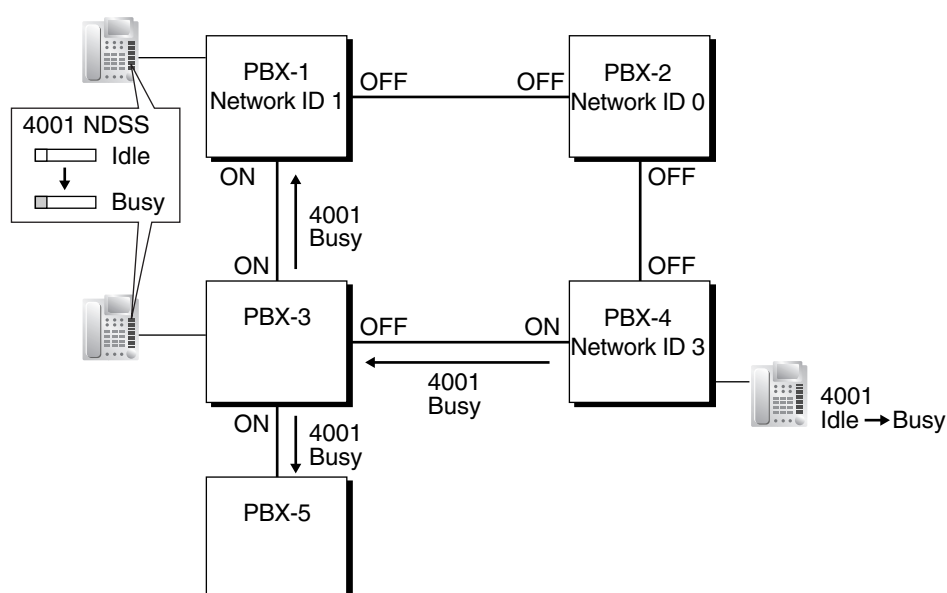 PBX-1
Network ID 1
OFF
OFF
PBX-2
Network ID 0
4001 NDSS
Idle
Busy
ON
OFF
4001
Busy
ON
OFF
PBX-3
OFF
ON
PBX-4
Network ID 3
4001
Busy
4001
Idle → Busy
ON
4001
Busy
PBX-5